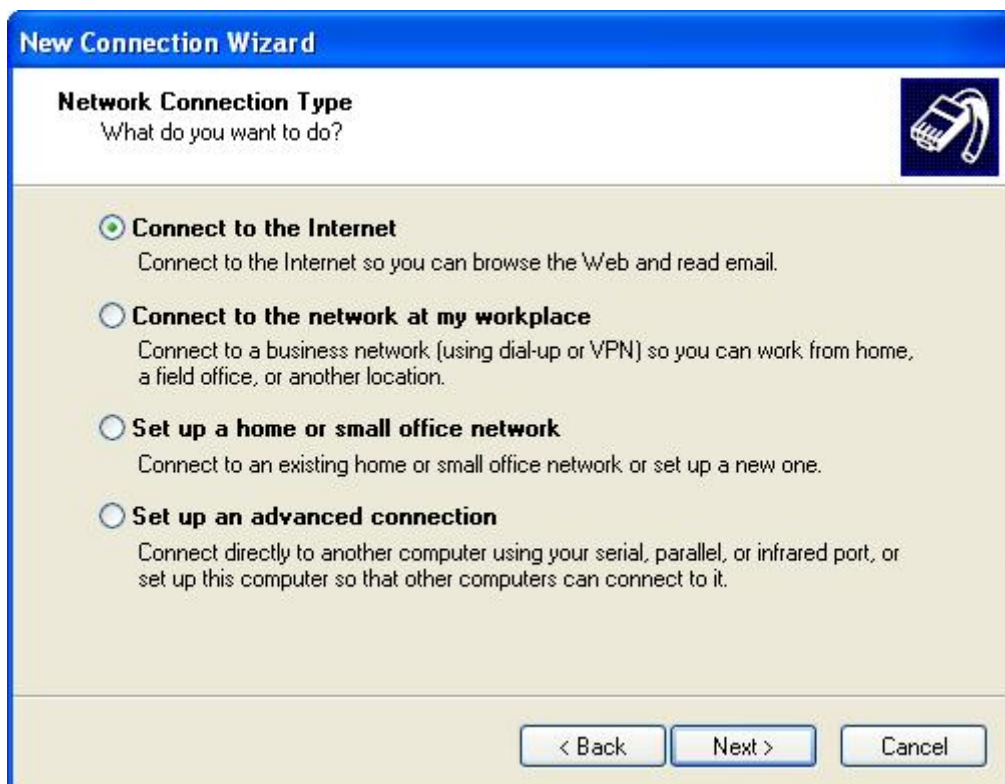 New Connection Wizard
Network Connection Type
What do you want to do?
Connect to the Internet
Connect to the Internet so you can browse the Web and read email.
Connect to the network at my workplace
Connect to a business network (using dial-up or VPN) so you can work from home,
a field office, or another location.
Set up a home or small office network
Connect to an existing home or small office network or set up a new one.
Set up an advanced connection
Connect directly to another computer using your serial, parallel, or infrared port, or
set up this computer so that other computers can connect to it.
< Back Next > Cancel